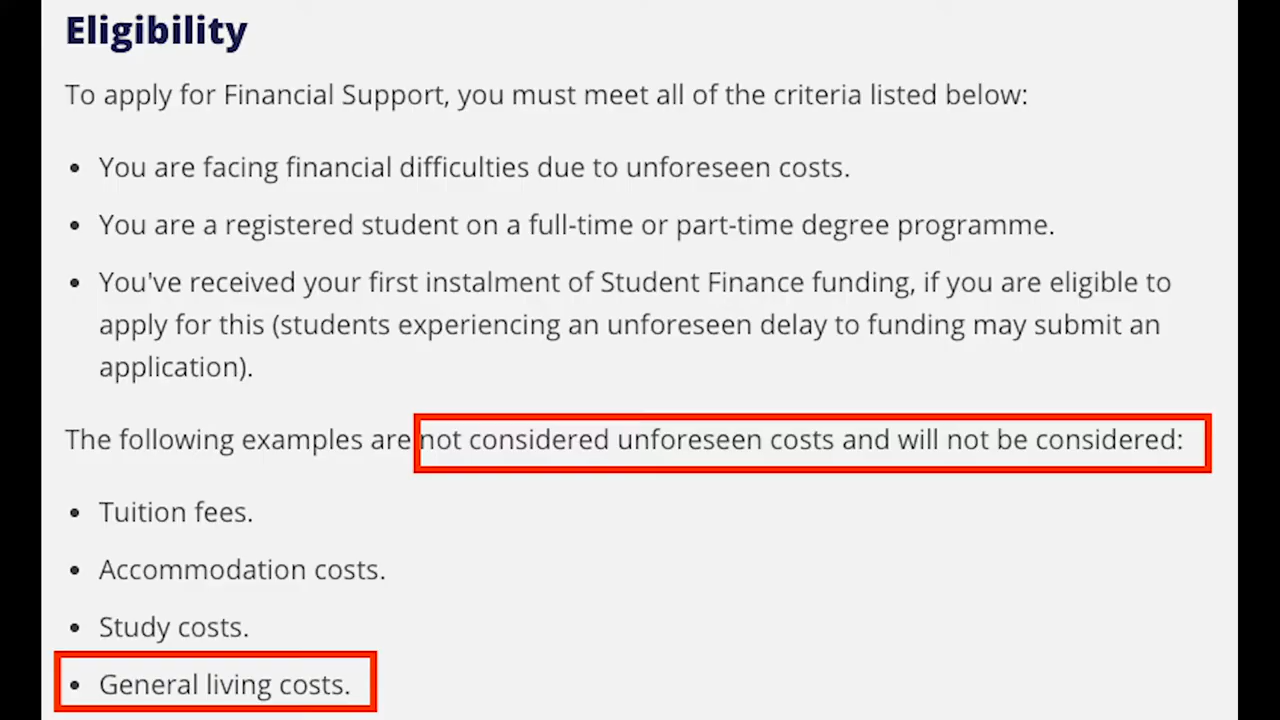 Eligibility
To apply for Financial Support, you must meet all of the criteria listed below:
• You are facing financial difficulties due to unforeseen costs.
• You are a registered student on a full-time or part-time degree programme.
• You've received your first instalment of Student Finance funding, if you are eligible to
apply for this (students experiencing an unforeseen delay to funding may submit an
application).
The following examples are not considered unforeseen costs and will not be considered:
• Tuition fees.
• Accommodation costs.
• Study costs.
• General living costs.